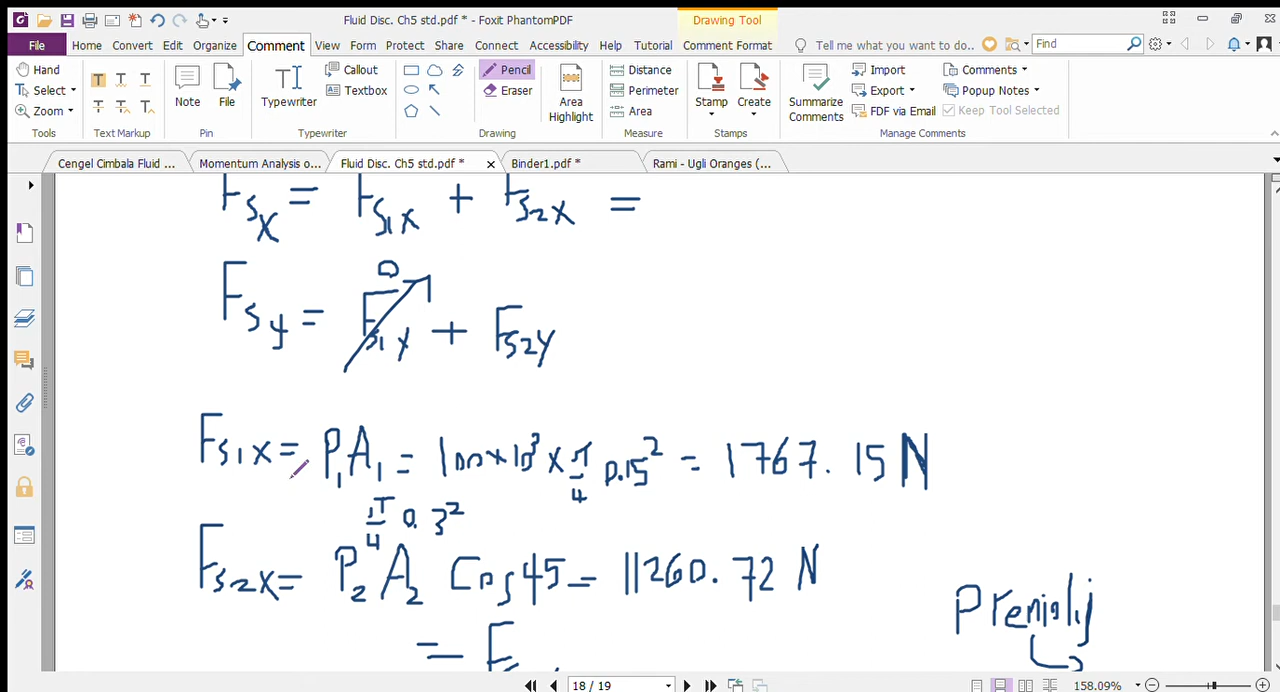 Fluid Disc. Ch5 std.pdf * - Foxit PhantomPDF
Drawing Tool
File Home Convert Edit Organize Comment View Form Protect Share Connect Accessibility Help Tutorial Comment Format Tell me what you want to do.. Find
Hand Select Zoom Tools
Text Markup
Note File Pin
Typewriter Callout Textbox Typewriter
Pencil Eraser Drawing
Area Highlight
Distance Perimeter Area Measure
Stamp Create Stamps
Summarize Comments
Import Export FDF via Email
Comments Popup Notes Keep Tool Selected
Manage Comments
Cengel Cimbala Fluid ... Momentum Analysis o... Fluid Disc. Ch5 std.pdf * Binder1.pdf * Rami - Ugli Oranges (...
Fsx = Fs1x + Fs2x =
0
Fsy = Fs1y + Fs2y
Fs1x = P1A1 = 100×10³ × π/4 0.15² = 1767.15 N
π/4 0.3²
Fs2x = P2 A2 Cos45 = 11260.72 N
= F
18 / 19
158.09%